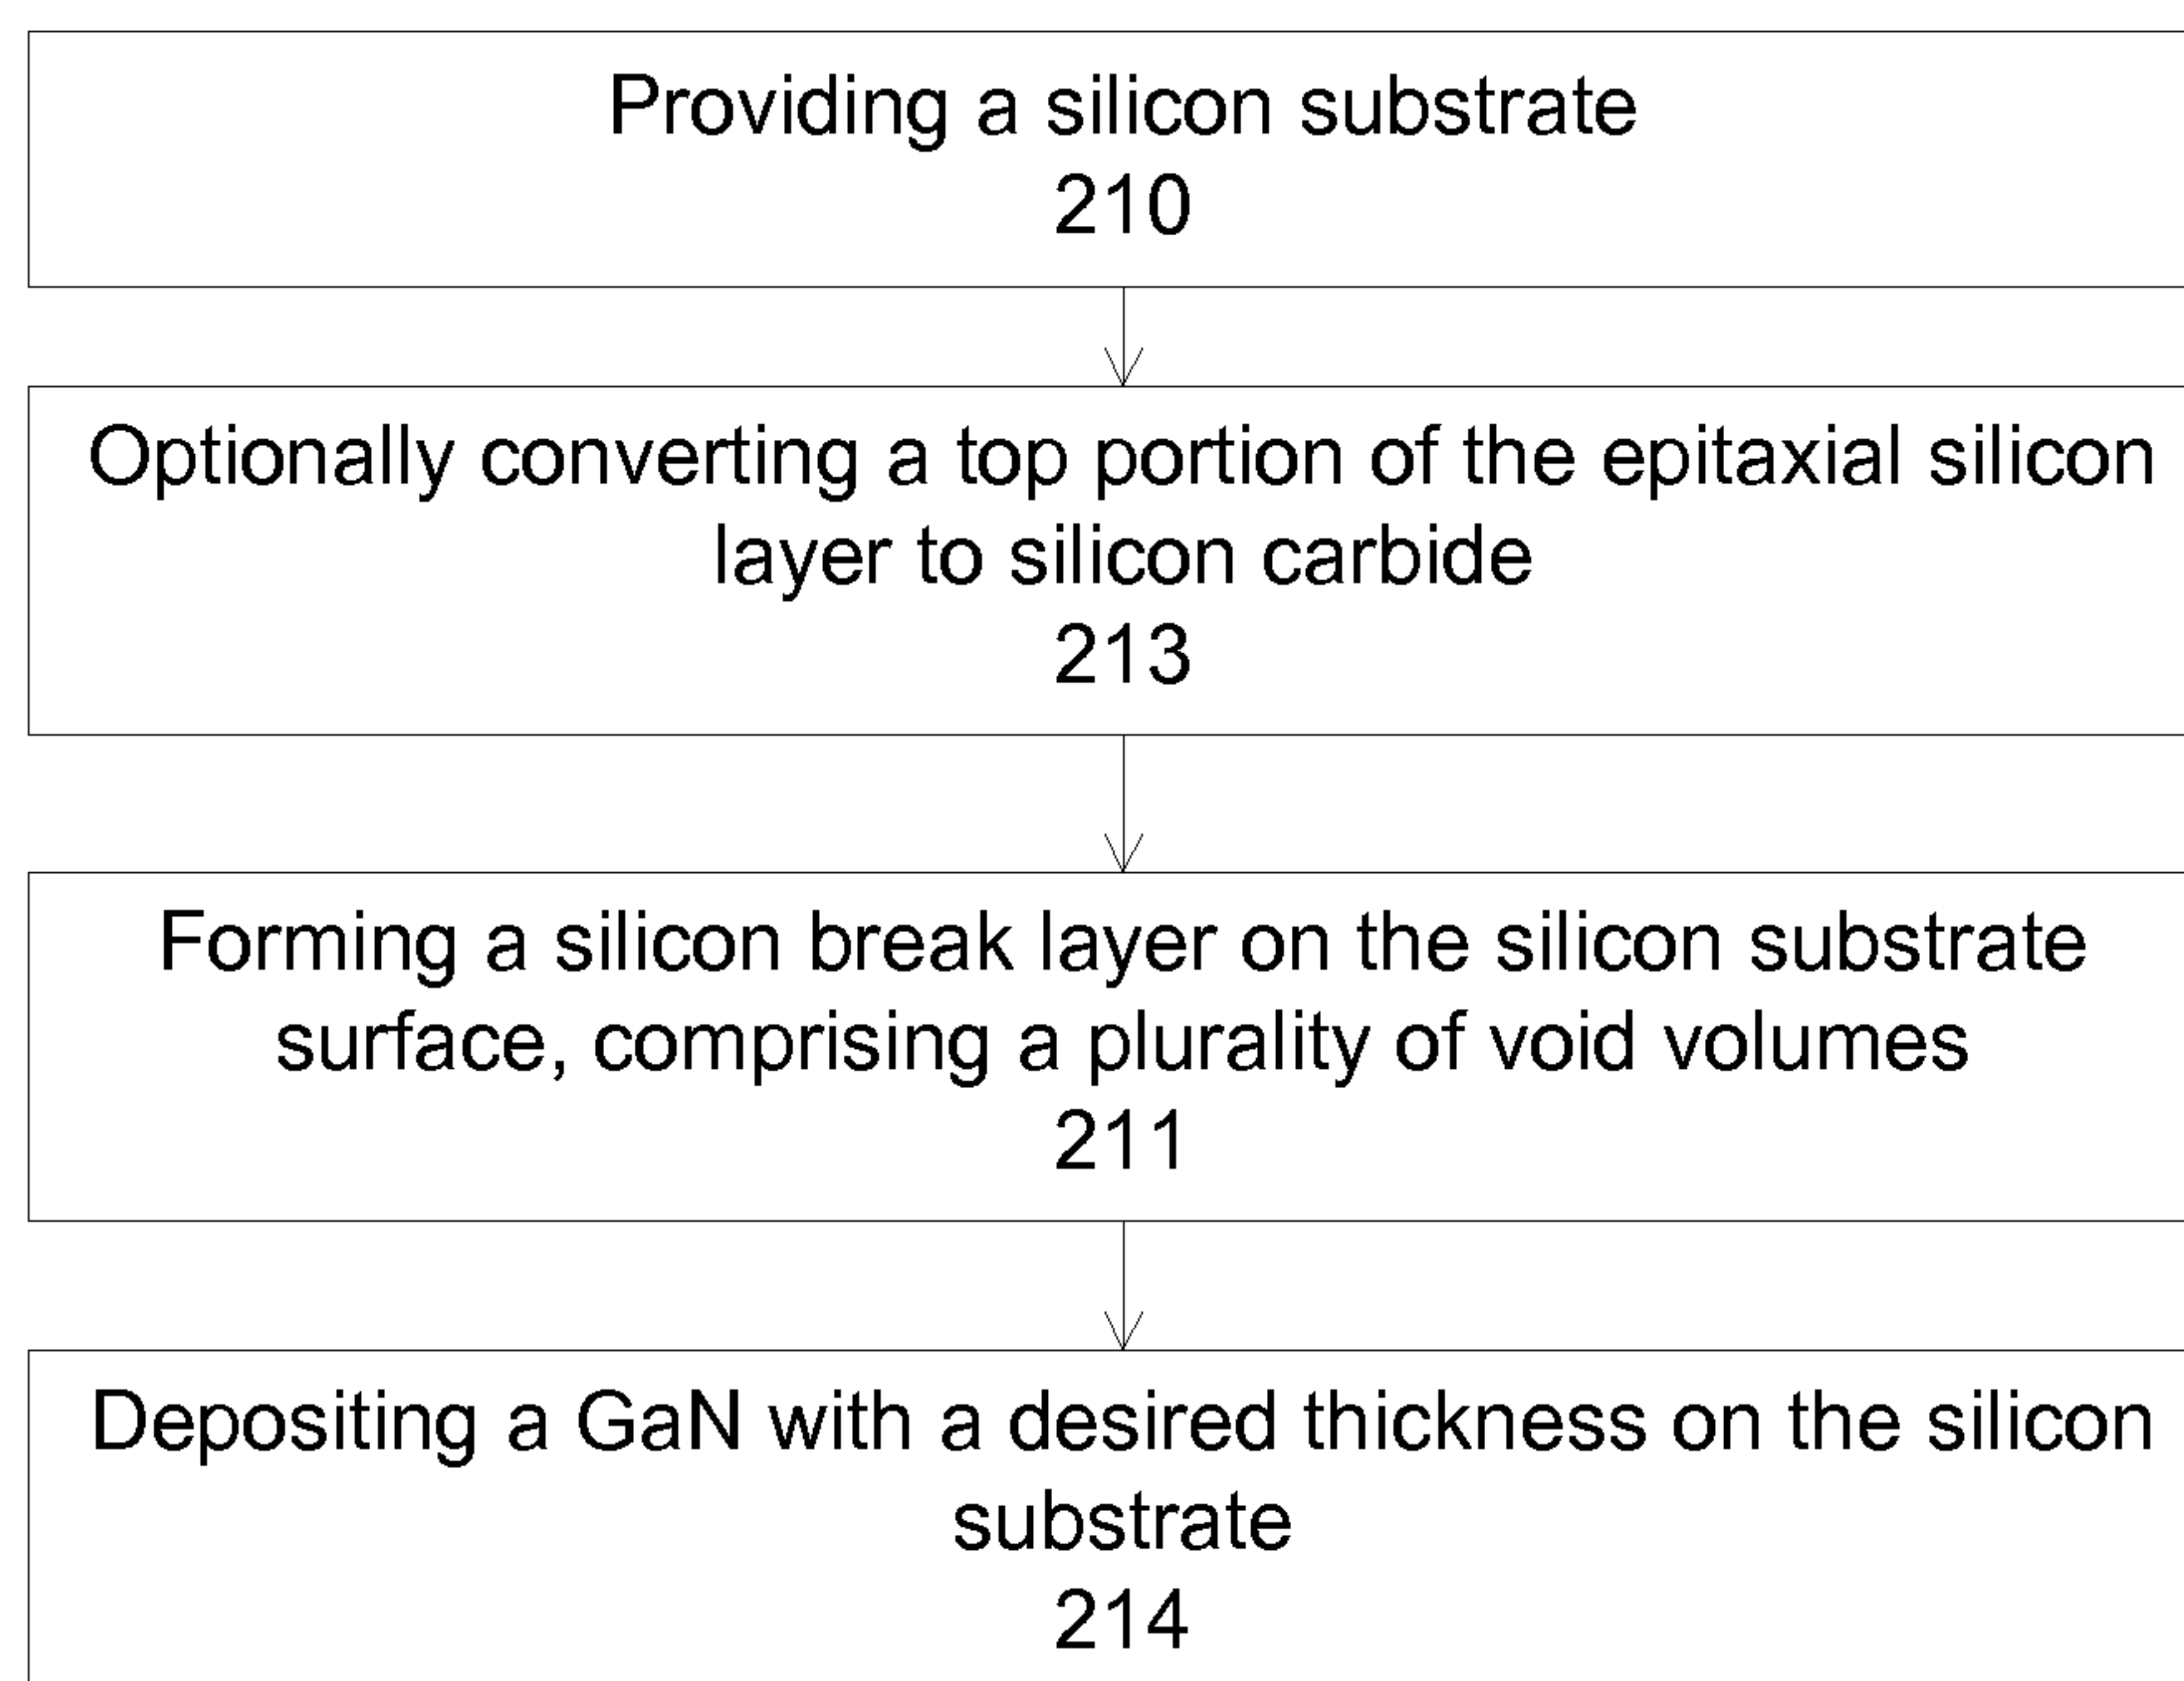 Providing a silicon substrate
210
Optionally converting a top portion of the epitaxial silicon
layer to silicon carbide
213
Forming a silicon break layer on the silicon substrate
surface, comprising a plurality of void volumes
211
Depositing a GaN with a desired thickness on the silicon
substrate
214